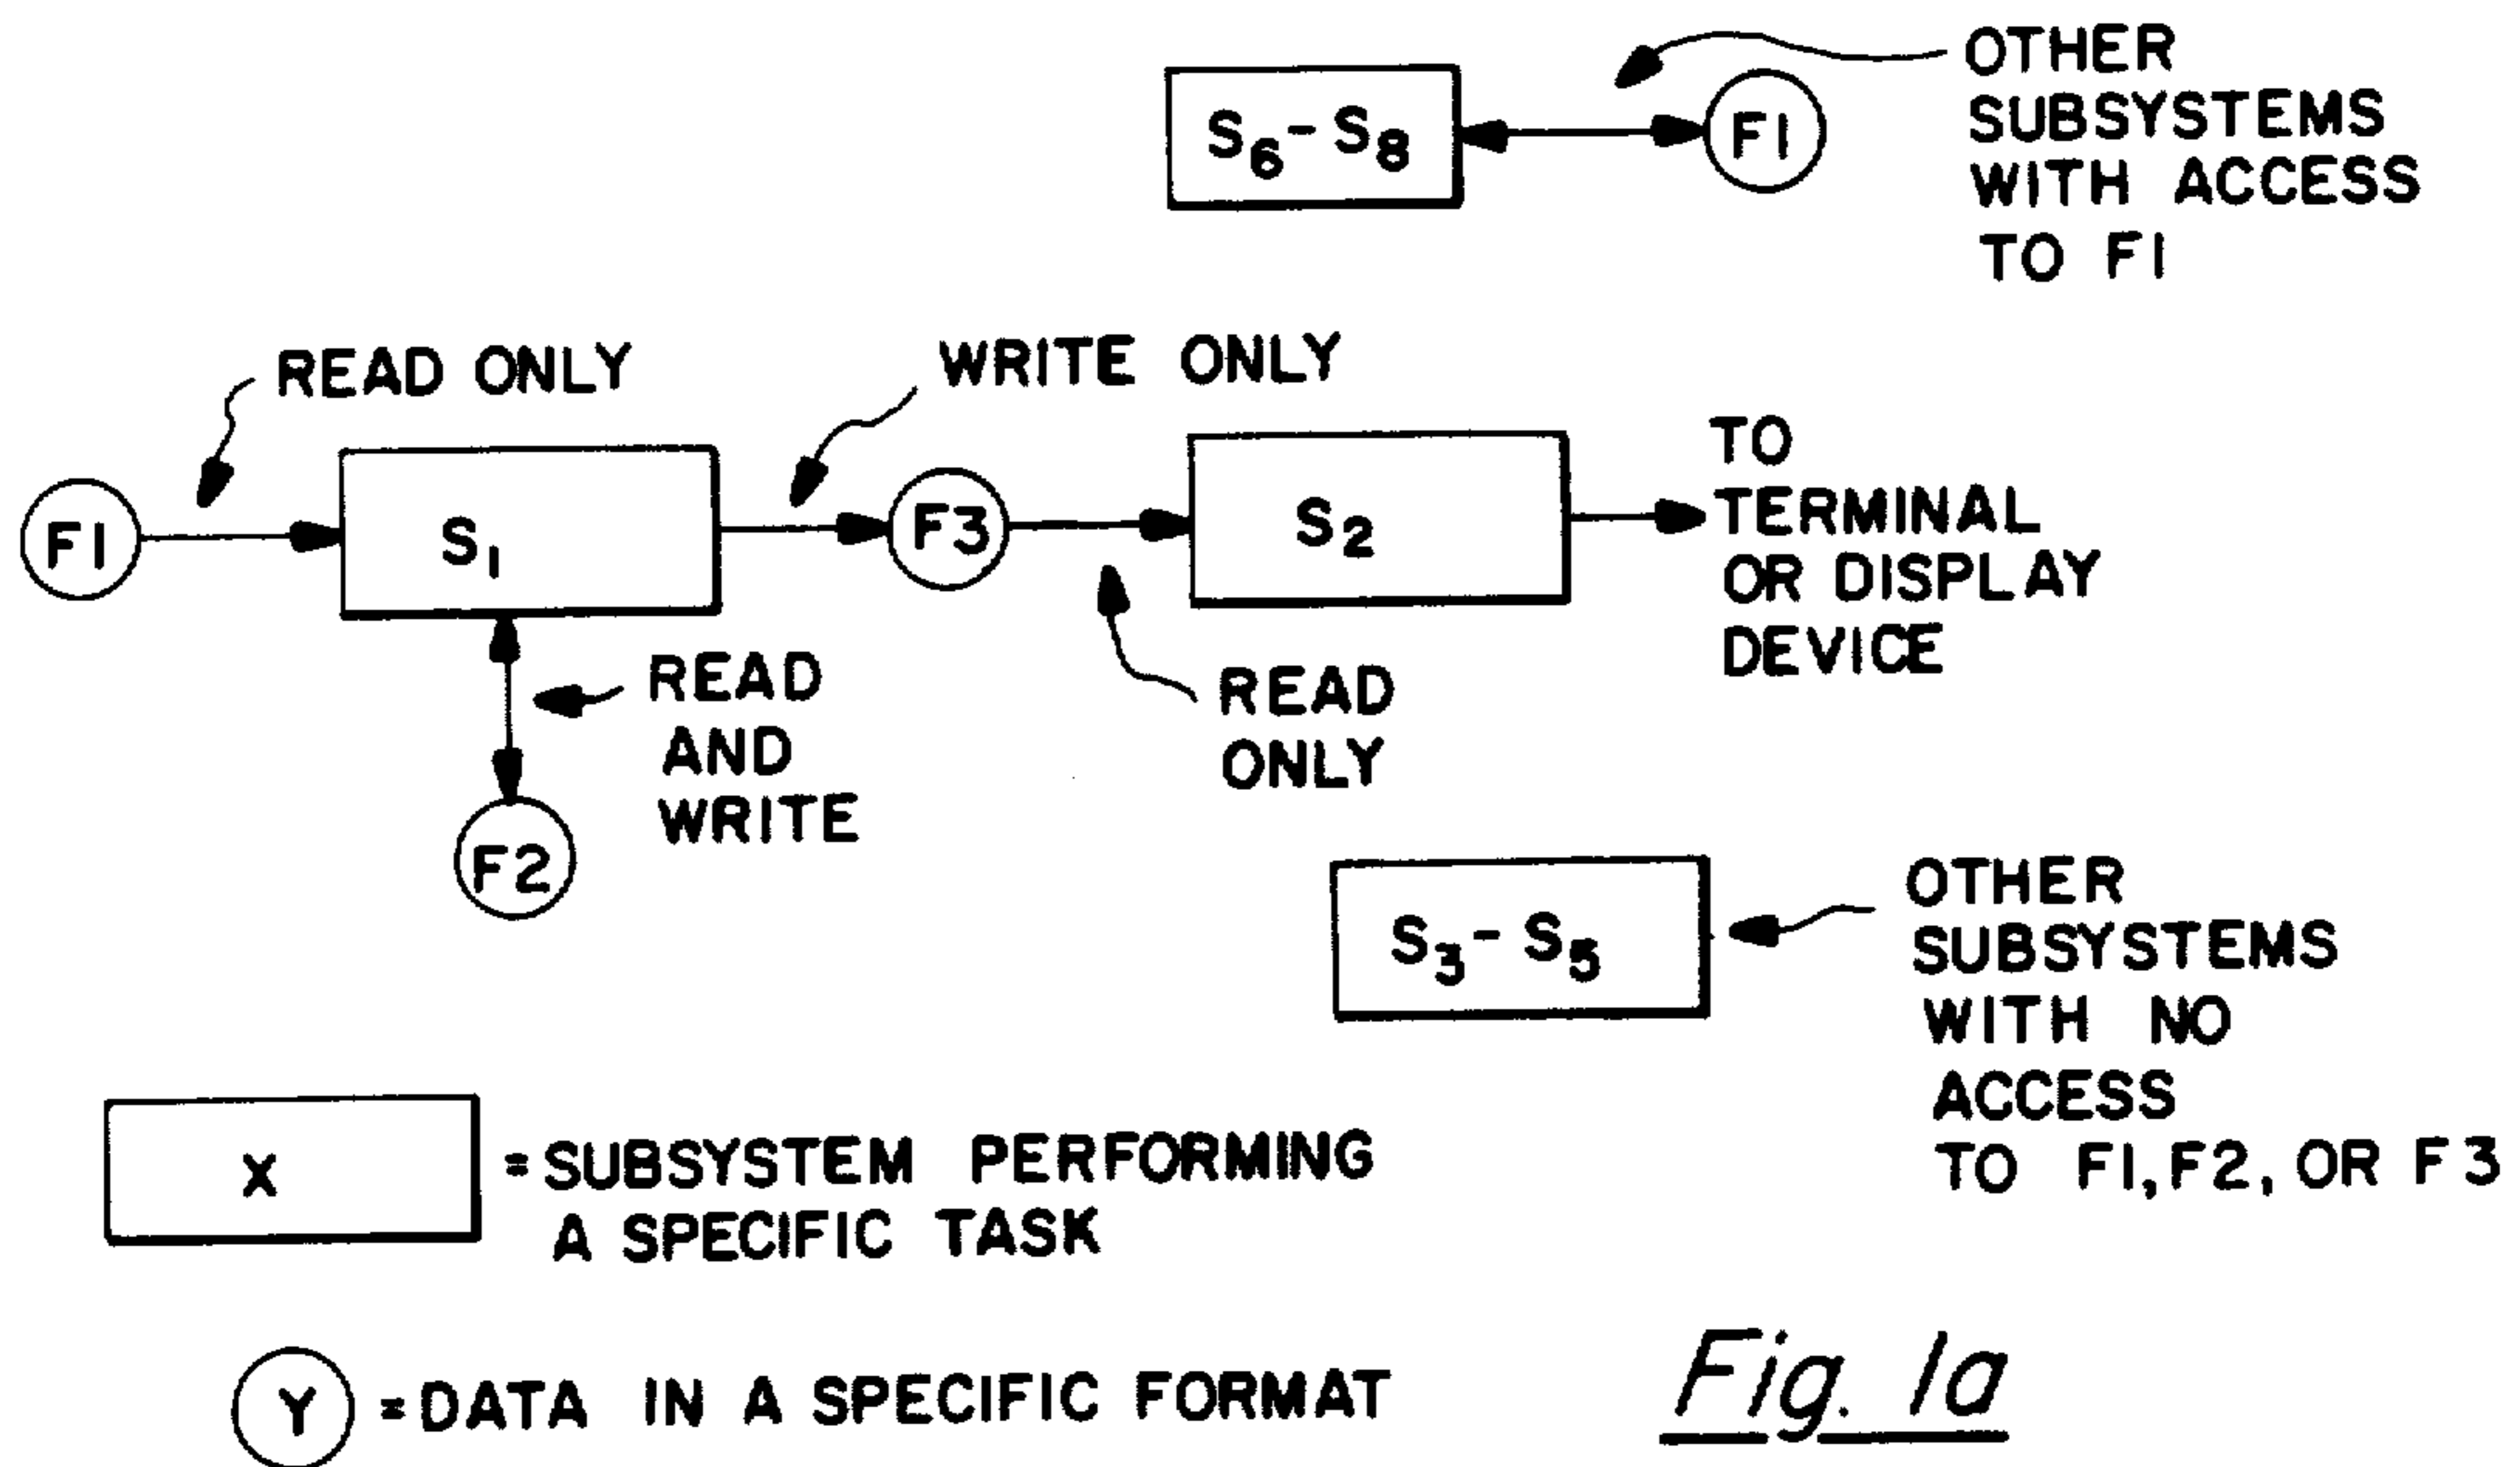 S6-S8
F1
OTHER
SUBSYSTEMS
WITH ACCESS
TO F1
READ ONLY
WRITE ONLY
F1
S1
F3
S2
TO
TERMINAL
OR DISPLAY
DEVICE
READ
AND
WRITE
READ
ONLY
F2
S3-S5
OTHER
SUBSYSTEMS
WITH NO
ACCESS
TO F1,F2, OR F3
X
=SUBSYSTEM PERFORMING
A SPECIFIC TASK
Y
=DATA IN A SPECIFIC FORMAT
Fig. 1a